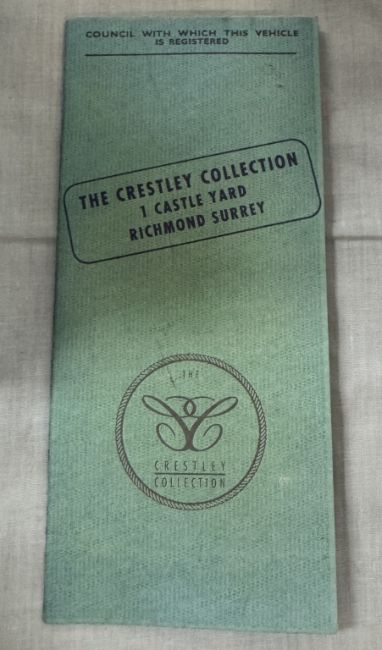 COUNCIL WITH WHICH THIS VEHICLE
IS REGISTERED
THE CRESTLEY COLLECTION
1 CASTLE YARD
RICHMOND SURREY
THE
CRESTLEY
COLLECTION